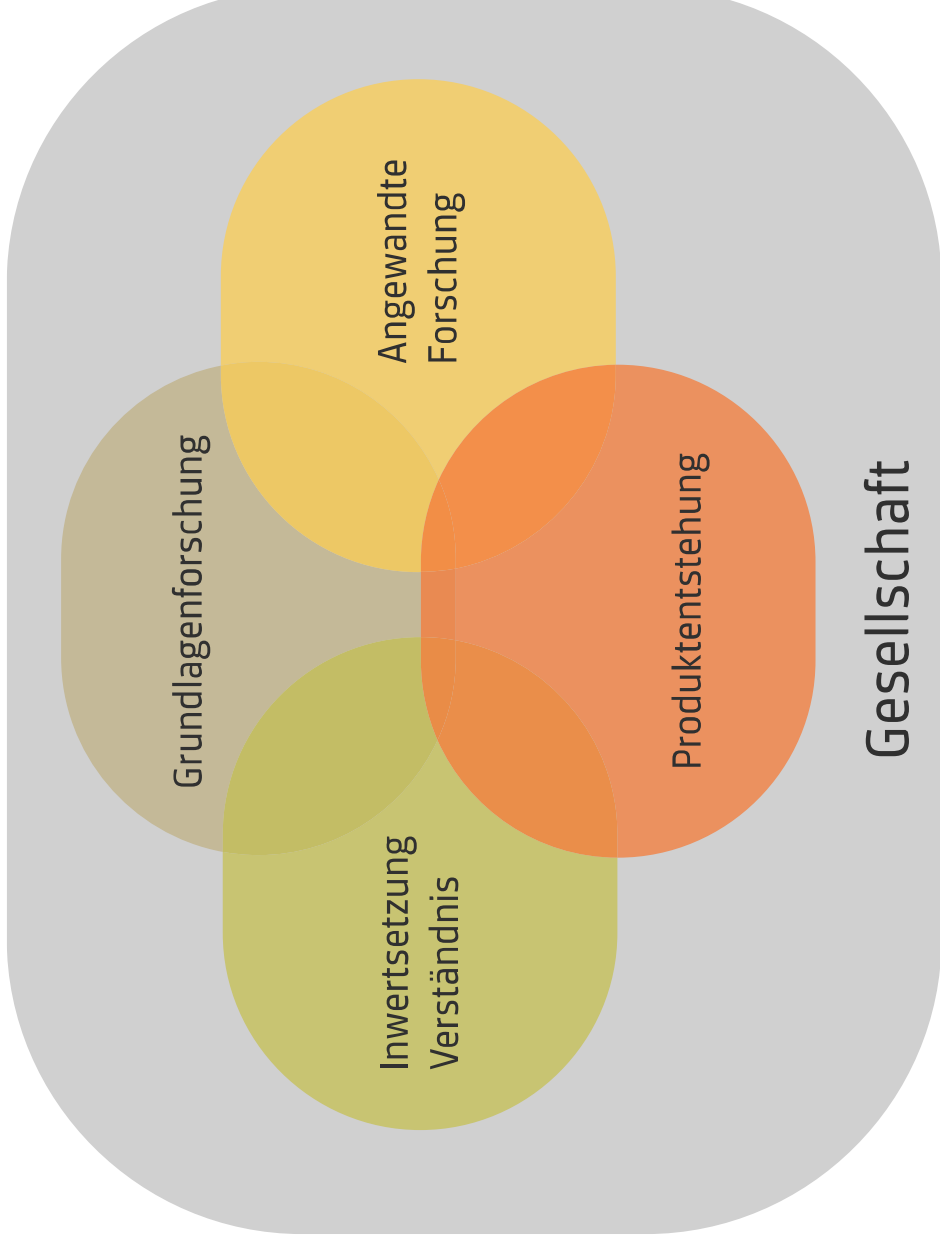 Grundlagenforschung
Inwertsetzung
Verständnis
Angewandte
Forschung
Produktentstehung
Gesellschaft